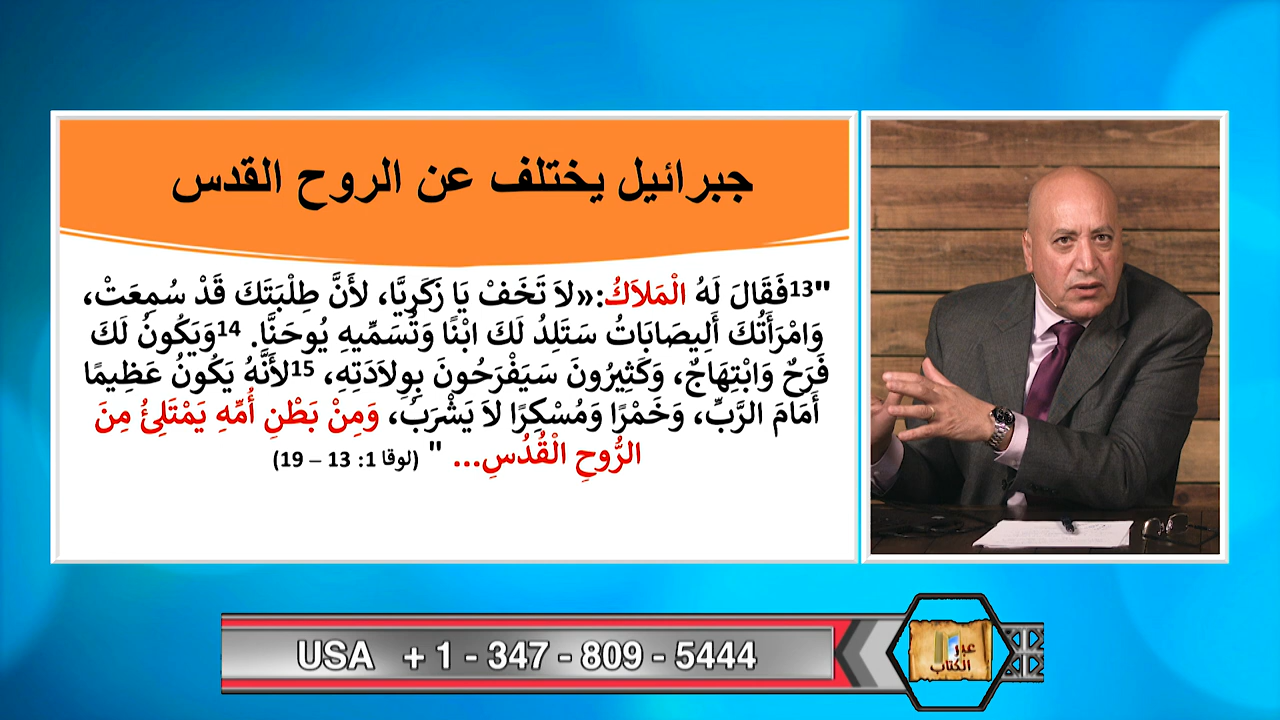 جبرائيل يختلف عن الروح القدس
"13فَقَالَ لَهُ الْمَلاَكُ:«لاَ تَخَفْ يَا زَكَرِيَّا، لأَنَّ طِلْبَتَكَ قَدْ سُمِعَتْ،
وَامْرَأَتُكَ أَلِيصَابَاتُ سَتَلِدُ لَكَ ابْنًا وَتُسَمِّيهِ يُوحَنَّا. 14وَيَكُونُ لَكَ
فَرَحٌ وَابْتِهَاجٌ، وَكَثِيرُونَ سَيَفْرَحُونَ بِوِلاَدَتِهِ، 15لأَنَّهُ يَكُونُ عَظِيمًا
أَمَامَ الرَّبِّ، وَخَمْرًا وَمُسْكِرًا لاَ يَشْرَبُ، وَمِنْ بَطْنِ أُمِّهِ يَمْتَلِئُ مِنَ
الرُّوحِ الْقُدُسِ... " (لوقا 1: 13 – 19)
USA + 1 - 347 - 809 - 5444
عبر
الكتاب